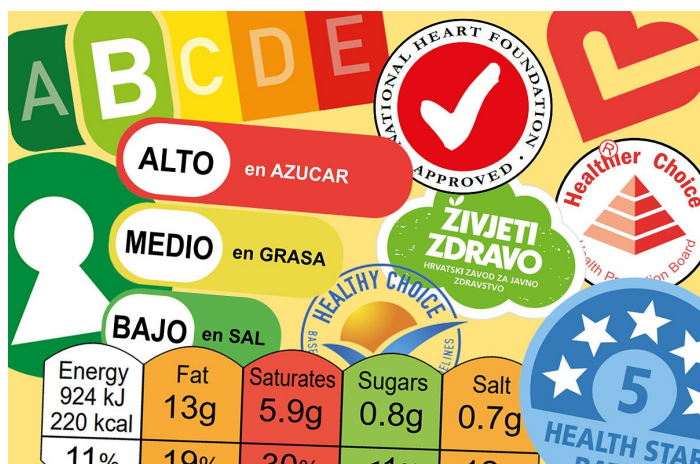 A B C D E
NATIONAL HEART FOUNDATION
APPROVED
ALTO en AZUCAR
MEDIO en GRASA
BAJO en SAL
Healthier Choice
®
ŽIVJETI
ZDRAVO
HRVATSKI ZAVOD ZA JAVNO
ZDRAVSTVO
HEALTHY CHOICE
Energy
924 kJ
220 kcal
11%
Fat
13g
19%
Saturates
5.9g
30%
Sugars
0.8g
<1%
Salt
0.7g
5
HEALTH STAR